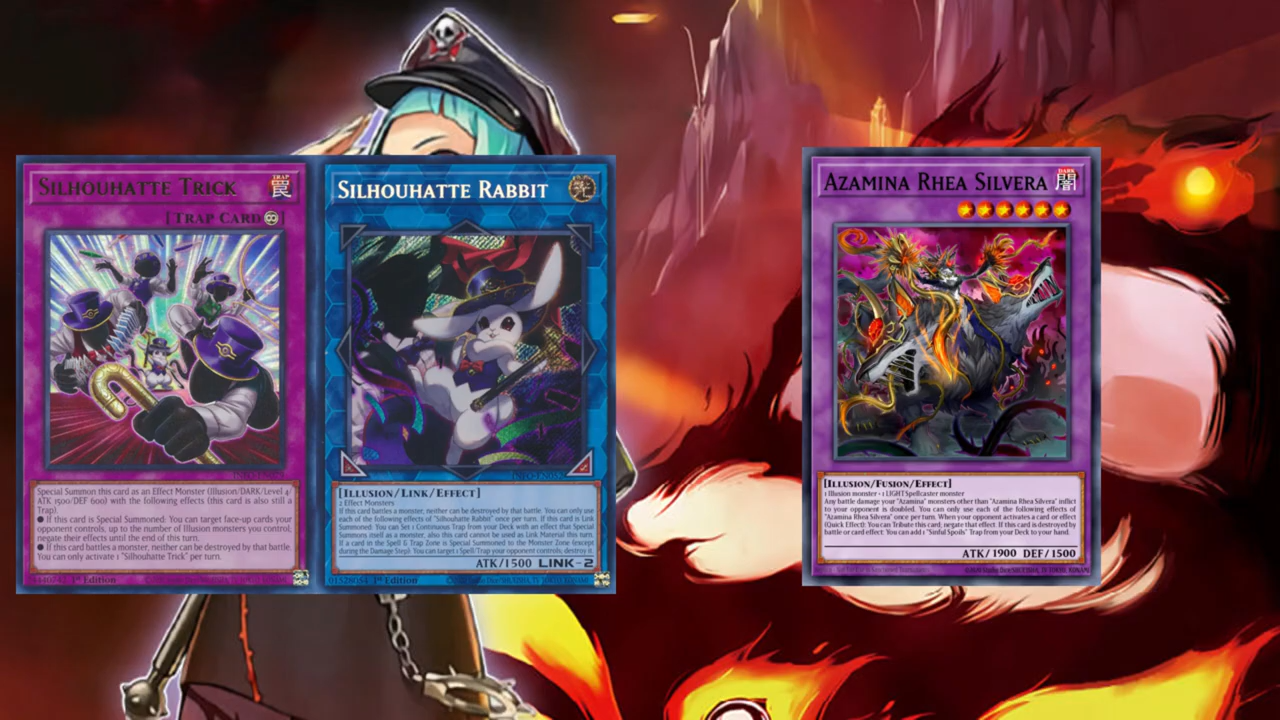 SILHOUHATTE TRICK
TRAP
罠
[TRAP CARD]
INFO-EN073
Special Summon this card as an Effect Monster (Illusion/DARK/Level 4/
ATK 1500/DEF 600) with the following effects (this card is also still a
Trap).
● If this card is Special Summoned: You can target face-up cards your
opponent controls, up to the number of Illusion monsters you control,
negate their effects until the end of this turn.
● If this card battles a monster, neither can be destroyed by that battle.
You can only activate 1 "Silhouhatte Trick" per turn.
1st Edition
SILHOUHATTE RABBIT
光
INFO-EN052
[ILLUSION/LINK/EFFECT]
2 Effect Monsters
If this card battles a monster, neither can be destroyed by that battle. You can only use
each of the following effects of "Silhouhatte Rabbit" once per turn. If this card is Link
Summoned: You can Set 1 Continuous Trap from your Deck with an effect that Special
Summons itself as a monster, also this card cannot be used as Link Material this turn.
If a card in the Spell & Trap Zone is Special Summoned to the Monster Zone (except
during the Damage Step): You can target 1 Spell/Trap your opponent controls, destroy it.
ATK/1500 LINK-2
01528054 1st Edition
AZAMINA RHEA SILVERA
DARK
闇
[ILLUSION/FUSION/EFFECT]
1 Illusion monster + 1 LIGHT Spellcaster monster
Any battle damage your "Azamina" monsters other than "Azamina Rhea Silvera" inflict
to your opponent is doubled. You can only use each of the following effects of
"Azamina Rhea Silvera" once per turn. When your opponent activates a card or effect
(Quick Effect): You can Tribute this card, negate that effect. If this card is destroyed by
battle or card effect: You can add 1 "Sinful Spoils" Trap from your Deck to your hand.
ATK/1900 DEF/1500